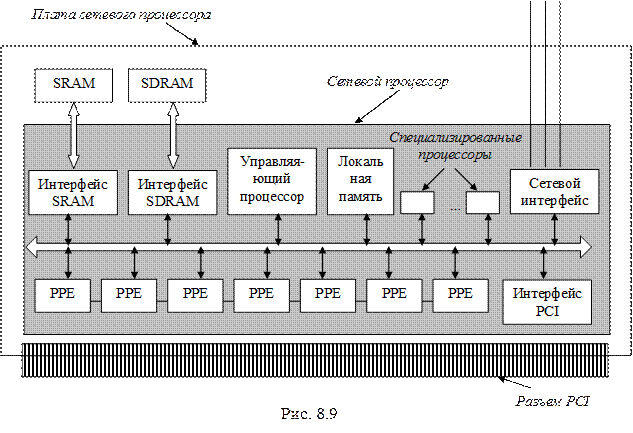 Плата сетевого процессора
SRAM
SDRAM
Сетевой процессор
Специализированные
процессоры
Интерфейс
SRAM
Интерфейс
SDRAM
Управляя-
ющий
процессор
Локаль
ная
память
...
Сетевой
интерфейс
PPE
PPE
PPE
PPE
PPE
PPE
PPE
Интерфейс
PCI
Разъем PCI
Рис. 8.9